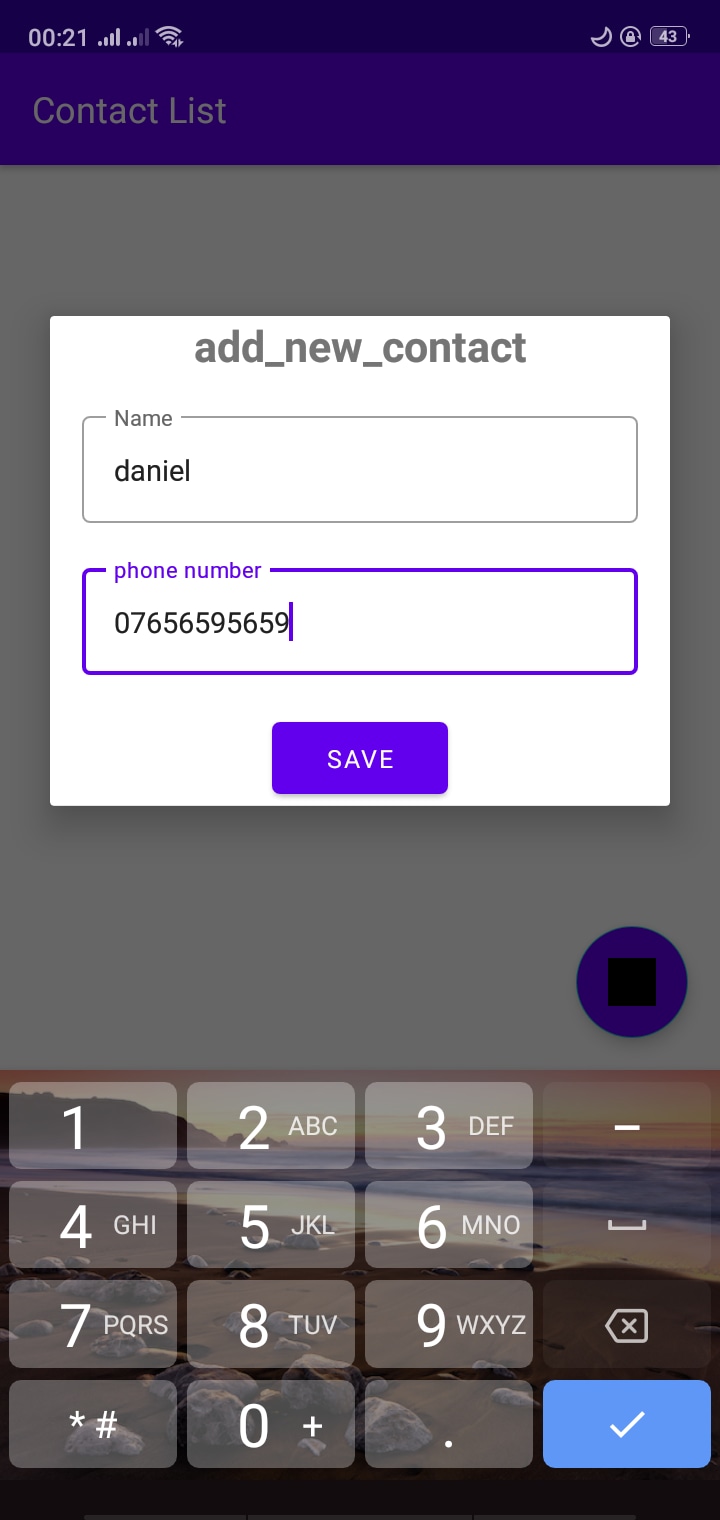 00:21 43
Contact List
add_new_contact
Name
daniel
phone number
07656595659
SAVE
1 2 ABC 3 DEF –
4 GHI 5 JKL 6 MNO
7 PQRS 8 TUV 9 WXYZ
* # 0 + .